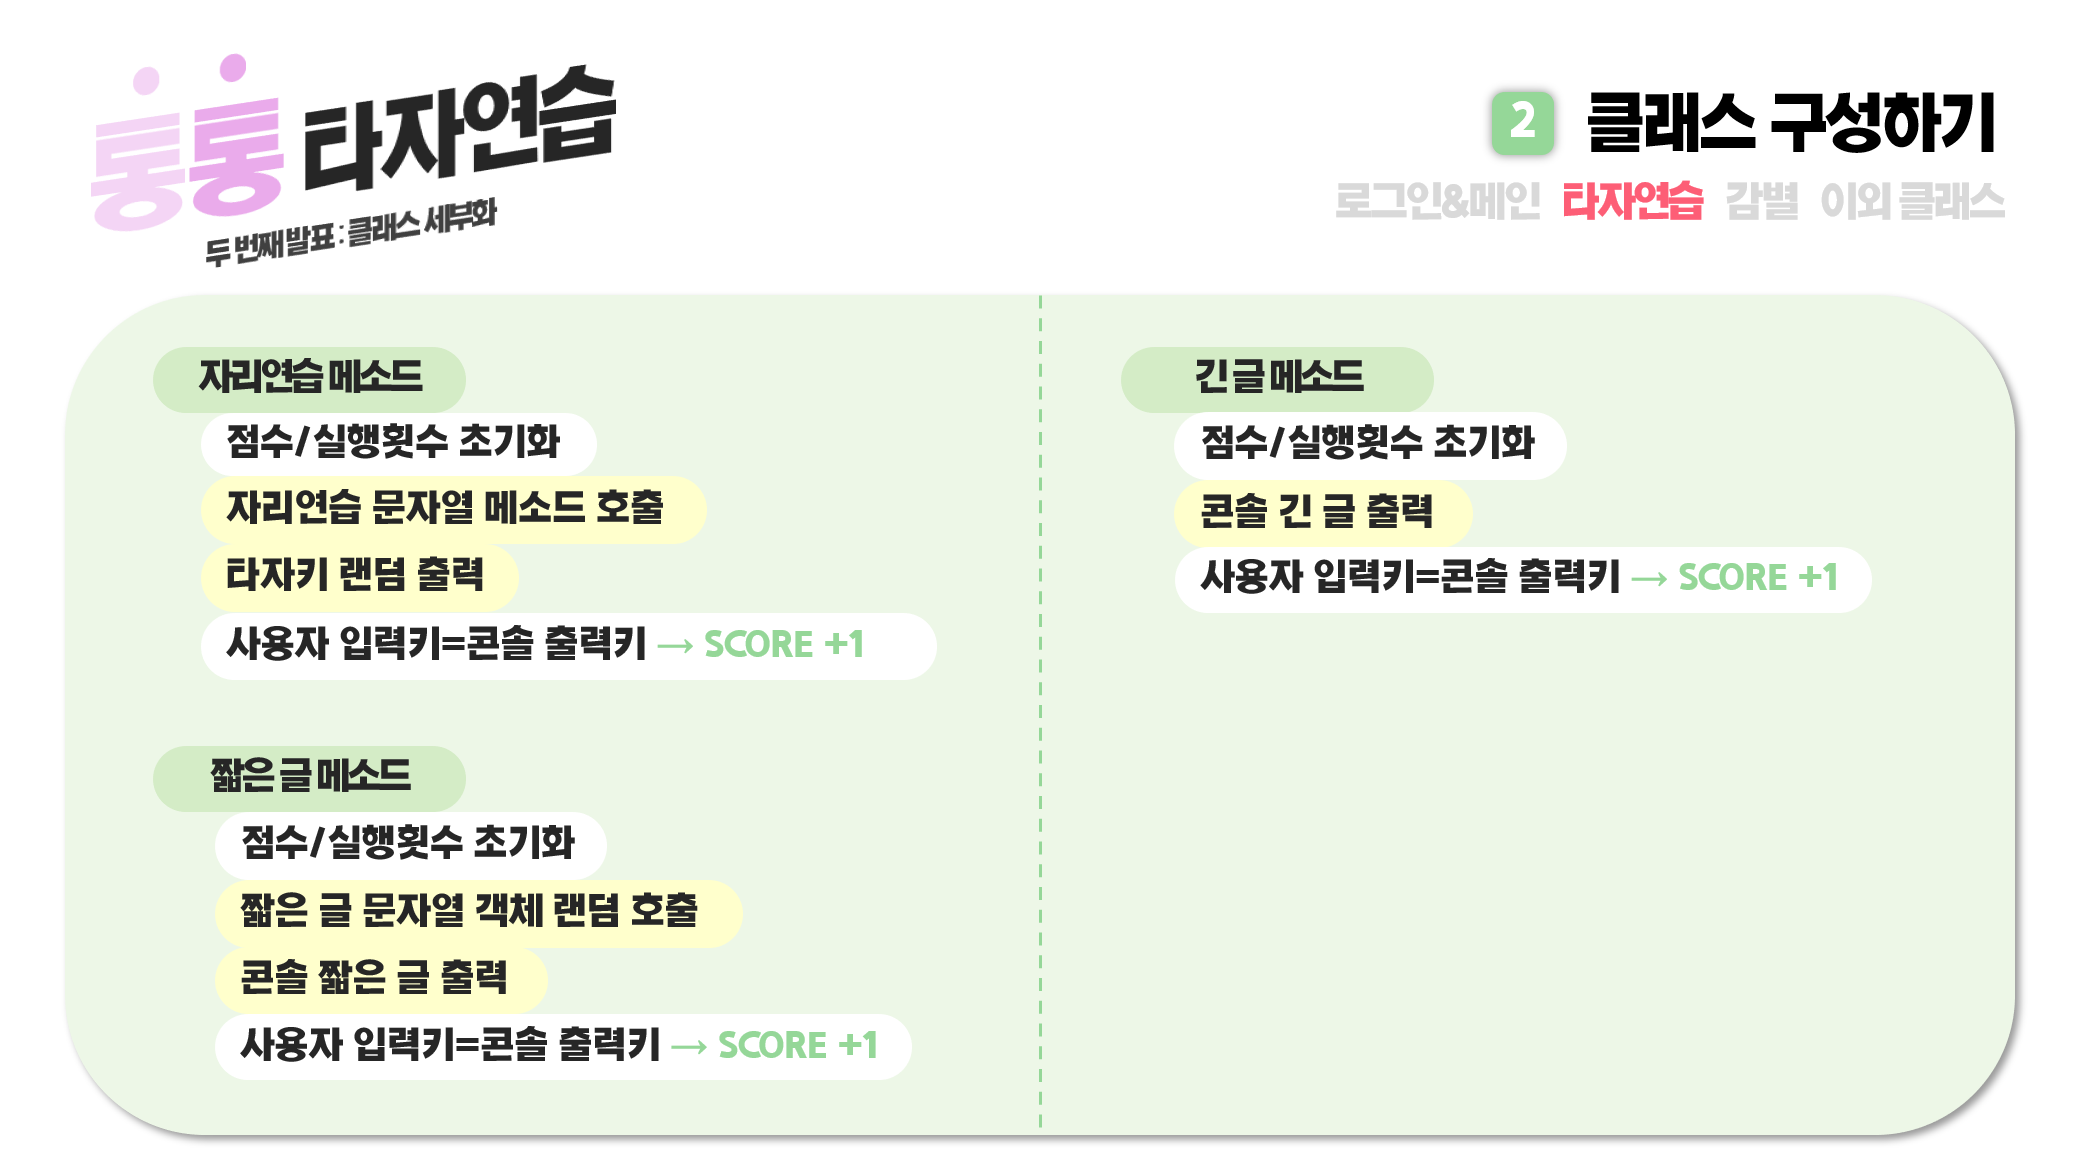 통통 타자연습
두 번째 발표 : 클래스 세부화
2 클래스 구성하기
로그인&메인 타자연습 감별 이외 클래스
자리연습 메소드
점수/실행횟수 초기화
자리연습 문자열 메소드 호출
타자키 랜덤 출력
사용자 입력키=콘솔 출력키 → SCORE +1
짧은 글 메소드
점수/실행횟수 초기화
짧은 글 문자열 객체 랜덤 호출
콘솔 짧은 글 출력
사용자 입력키=콘솔 출력키 → SCORE +1
긴 글 메소드
점수/실행횟수 초기화
콘솔 긴 글 출력
사용자 입력키=콘솔 출력키 → SCORE +1